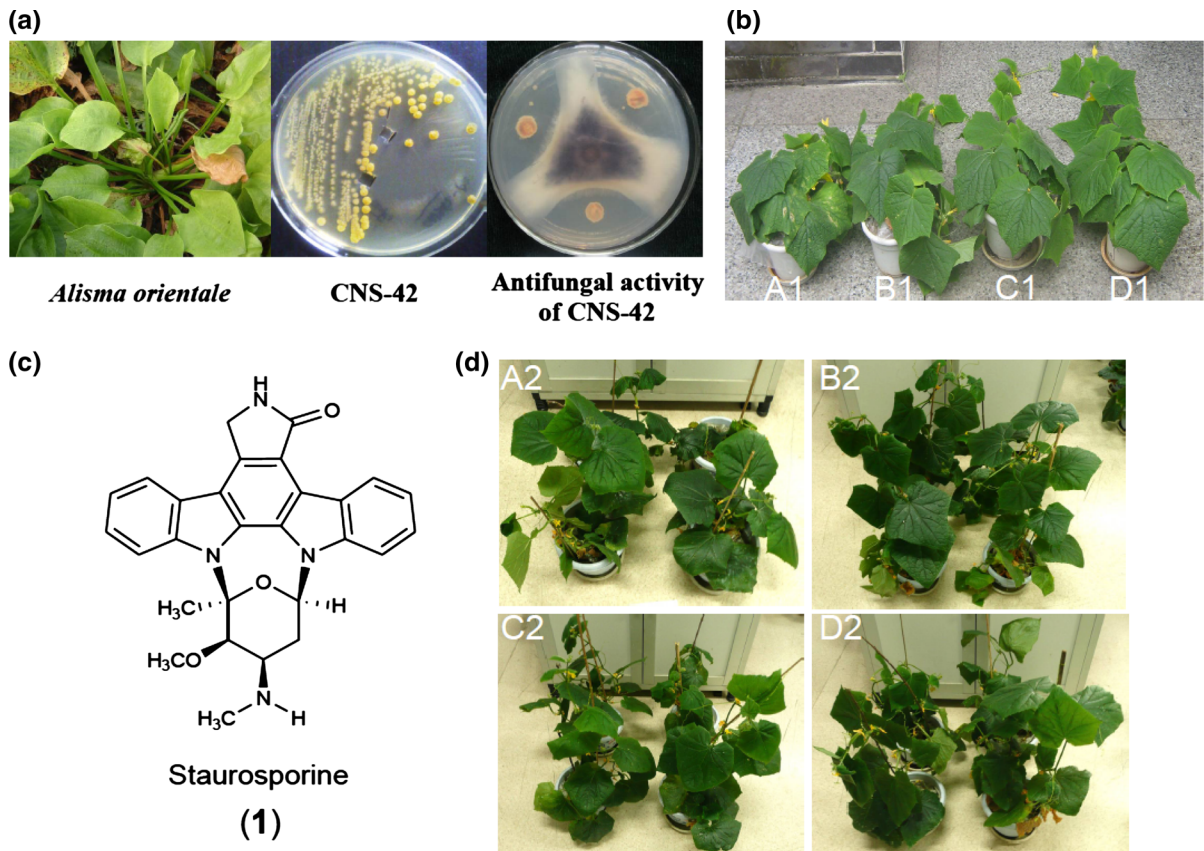 (a)
Alisma orientale
CNS-42
Antifungal activity
of CNS-42
(b)
A1
B1
C1
D1
(c)
H
N
O
N
N
O
H₃C
H
H₃CO
H₃C
N
H
Staurosporine
(1)
(d)
A2
B2
C2
D2